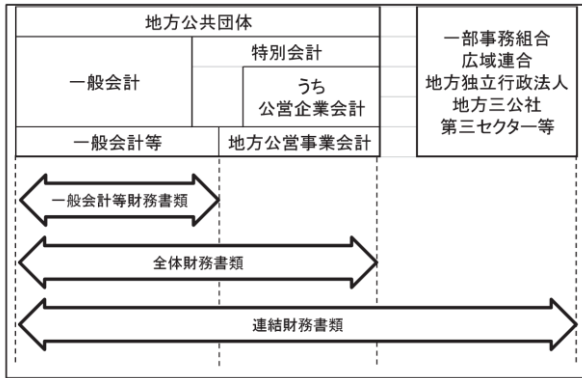 地方公共団体
一般会計
特別会計
うち
公営企業会計
一般会計等
地方公営事業会計
一部事務組合
広域連合
地方独立行政法人
地方三公社
第三セクター等
一般会計等財務書類
全体財務書類
連結財務書類